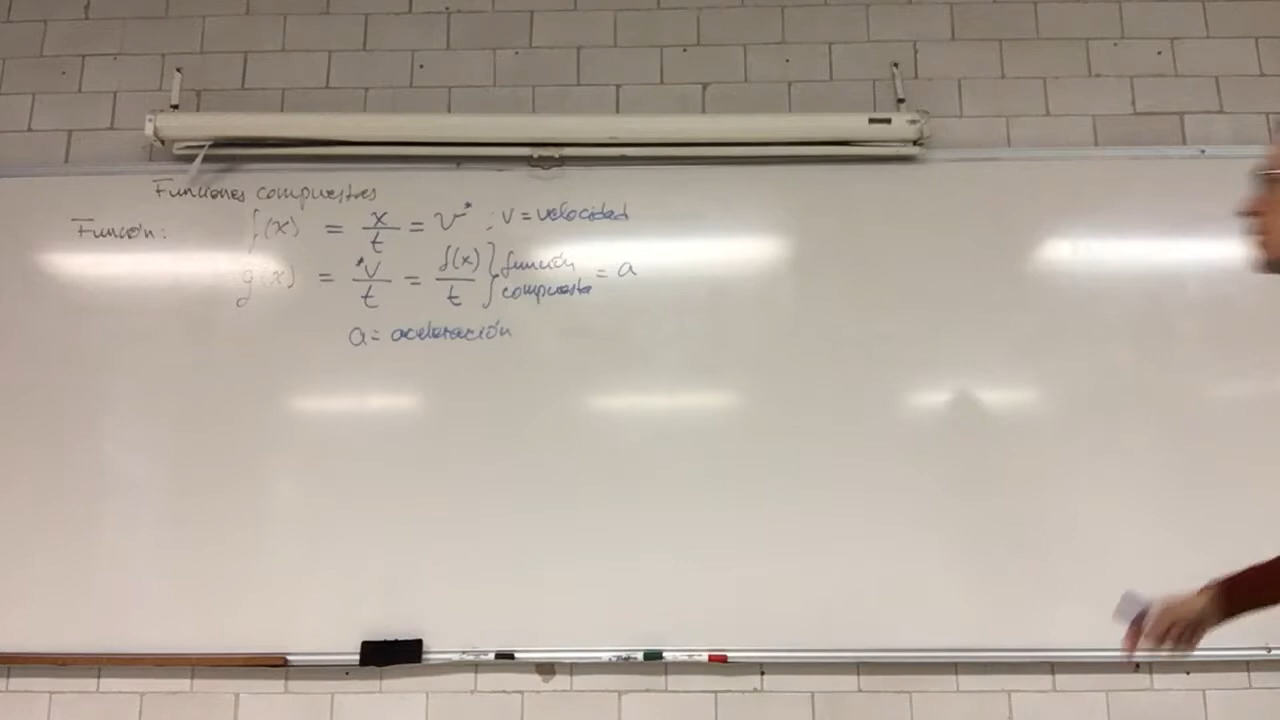 Funciones compuestas
Función: f(x) = x/t = v* ; v = velocidad
g(x) = *v/t = f(x)/t } función compuesta = a
a = aceleración